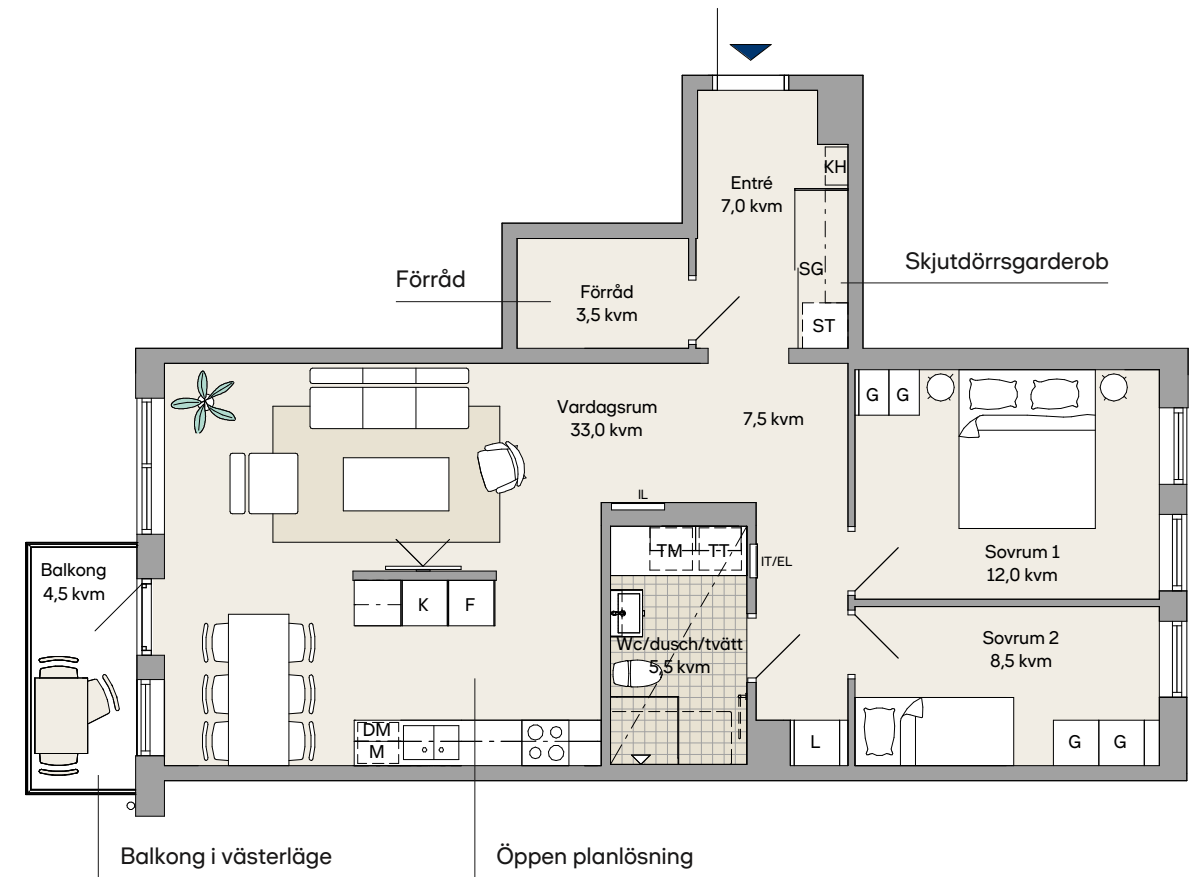 KH
Entré
7,0 kvm
Skjutdörrsgarderob
SG
Förråd
Förråd
3,5 kvm
ST
G G
Vardagsrum
33,0 kvm
7,5 kvm
IL
TM TT
IT/EL
Sovrum 1
12,0 kvm
Balkong
4,5 kvm
K F
Wc/dusch/tvätt
5,5 kvm
Sovrum 2
8,5 kvm
DM
M
L
G G
Balkong i västerläge
Öppen planlösning